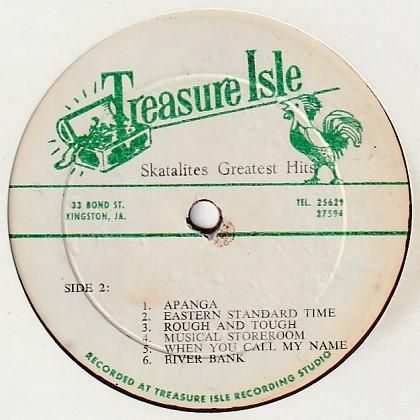 Treasure Isle
Skatalites Greatest Hits
33 BOND ST.
KINGSTON, JA.
TEL. 25629
27594
SIDE 2:
1. APANGA
2. EASTERN STANDARD TIME
3. ROUGH AND TOUGH
4. MUSICAL STOREROOM
5. WHEN YOU CALL MY NAME
6. RIVER BANK
RECORDED AT TREASURE ISLE RECORDING STUDIO